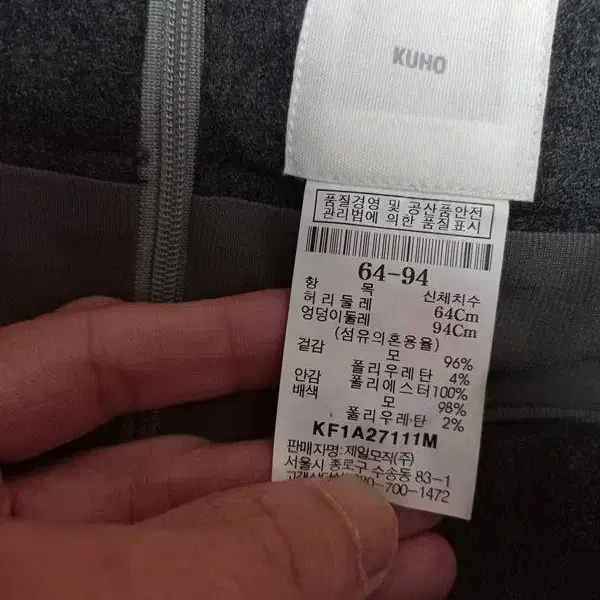 KUHO
품질경영 및 공산품안전
관리법에 의한 품질표시
64-94
항 목 신체치수
허리둘레 64Cm
엉덩이둘레 94Cm
(섬유의혼용율)
겉감 모 96%
폴리우레탄 4%
안감 폴리에스터100%
배색 모 98%
폴리우레탄 2%
KF1A27111M
판매자명:제일모직(주)
서울시 종로구 수송동 83-1
-700-1472